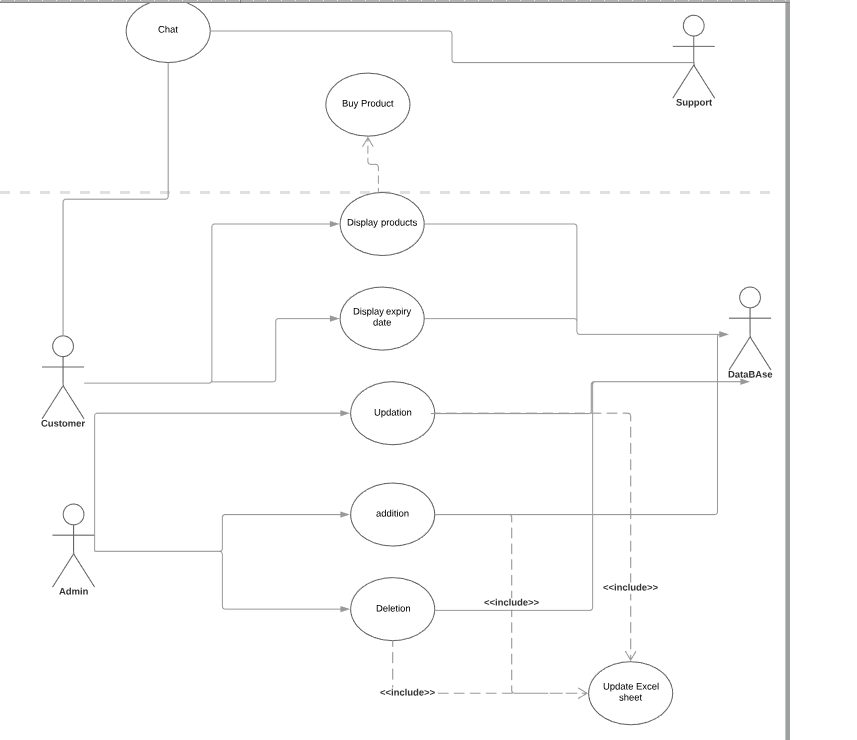 Chat
Support
Buy Product
Display products
Display expiry
date
DataBAse
Customer
Updation
addition
Admin
<<include>>
<<include>>
Deletion
<<include>>
Update Excel
sheet